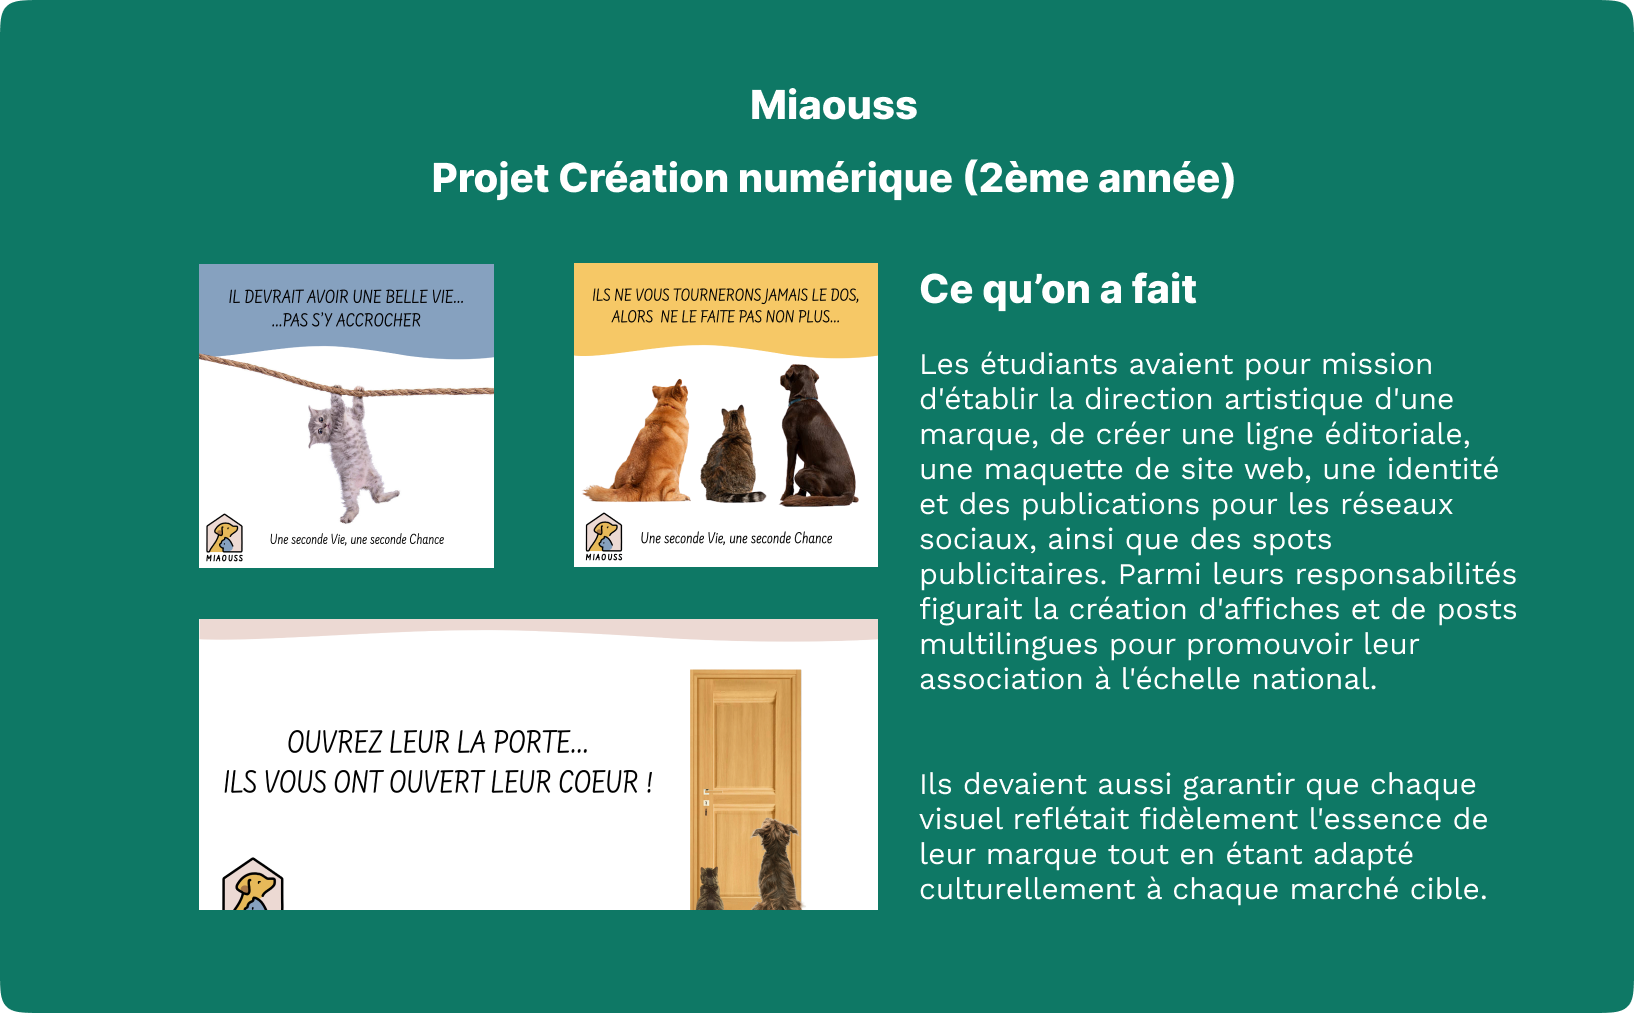 Miaouss
Projet Création numérique (2ème année)
IL DEVRAIT AVOIR UNE BELLE VIE...
...PAS S'Y ACCROCHER
MIAOUSS
Une seconde Vie, une seconde Chance
ILS NE VOUS TOURNERONS JAMAIS LE DOS,
ALORS NE LE FAITE PAS NON PLUS...
MIAOUSS
Une seconde Vie, une seconde Chance
OUVREZ LEUR LA PORTE...
ILS VOUS ONT OUVERT LEUR COEUR !
Ce qu’on a fait
Les étudiants avaient pour mission
d'établir la direction artistique d'une
marque, de créer une ligne éditoriale,
une maquette de site web, une identité
et des publications pour les réseaux
sociaux, ainsi que des spots
publicitaires. Parmi leurs responsabilités
figurait la création d'affiches et de posts
multilingues pour promouvoir leur
association à l'échelle national.
Ils devaient aussi garantir que chaque
visuel reflétait fidèlement l'essence de
leur marque tout en étant adapté
culturellement à chaque marché cible.